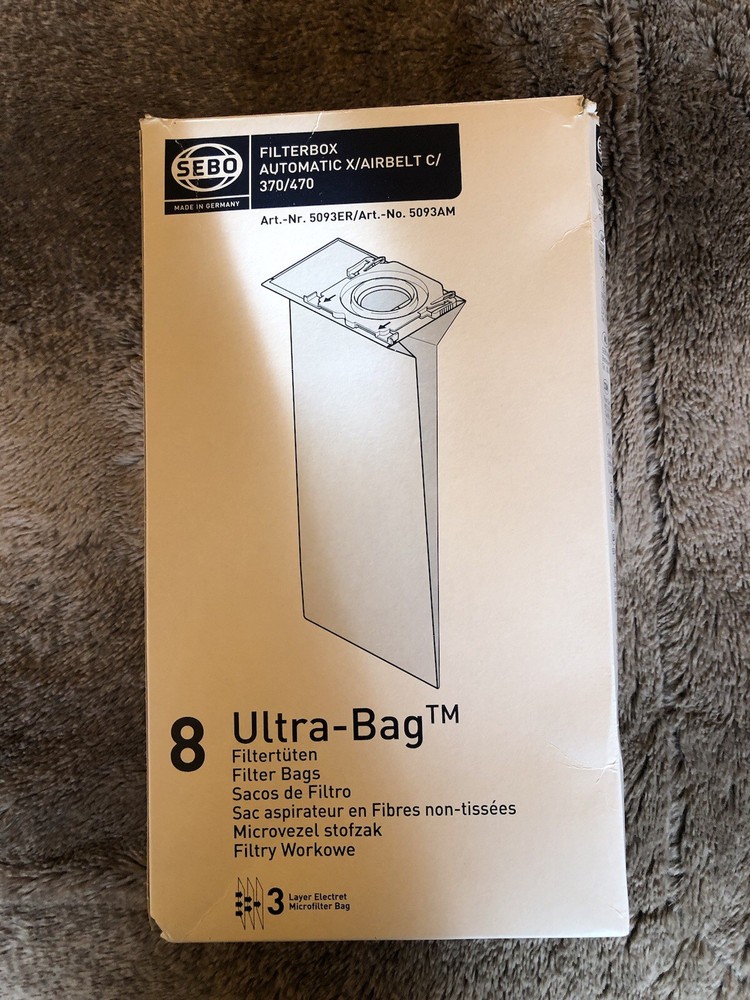 SEBO
MADE IN GERMANY
FILTERBOX
AUTOMATIC X/AIRBELT C/
370/470
Art.-Nr. 5093ER/Art.-No. 5093AM
8
Ultra-Bag™
Filtertüten
Filter Bags
Sacos de Filtro
Sac aspirateur en Fibres non-tissées
Microvezel stofzak
Filtry Workowe
3
Layer Electret
Microfilter Bag